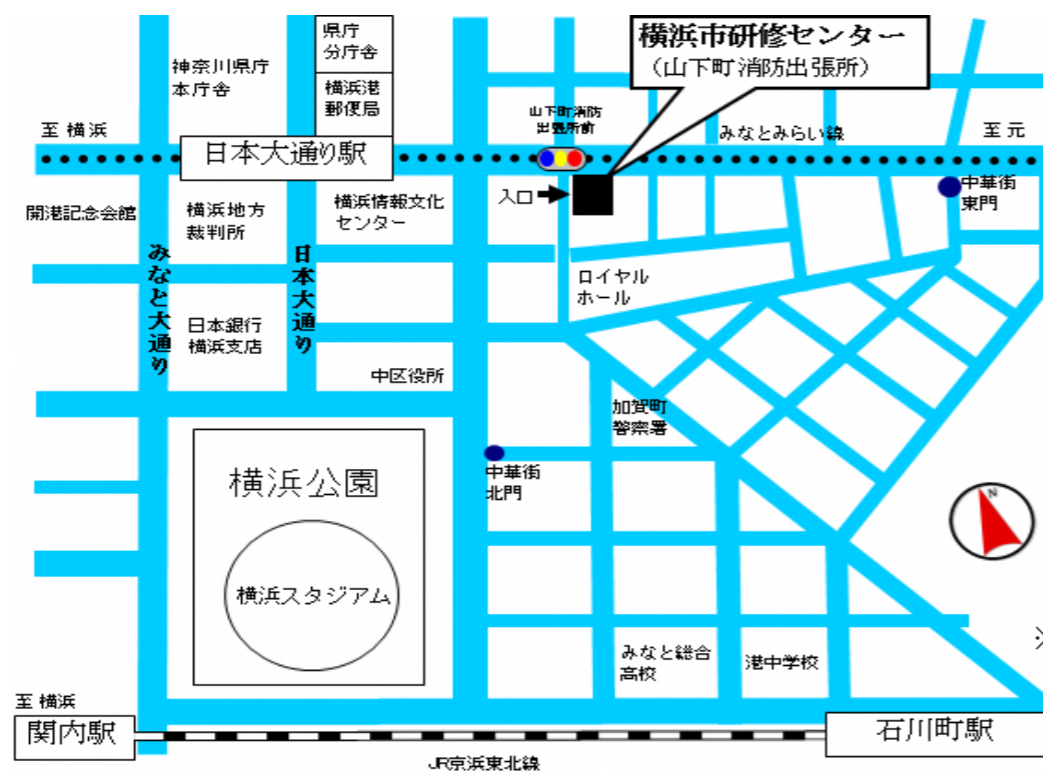 県庁
分庁舎
横浜市研修センター
（山下町消防出張所）
神奈川県庁
本庁舎
横浜港
郵便局
山下町消防
出張所前
至 横浜
みなとみらい線
至 元
日本大通り駅
入口
中華街
東門
開港記念会館
横浜地方
裁判所
横浜情報文化
センター
みなと大通り
日本大通り
ロイヤル
ホール
日本銀行
横浜支店
中区役所
加賀町
警察署
横浜公園
中華街
北門
N
横浜スタジアム
※
みなと総合
高校
港中学校
至 横浜
関内駅
石川町駅
JR京浜東北線